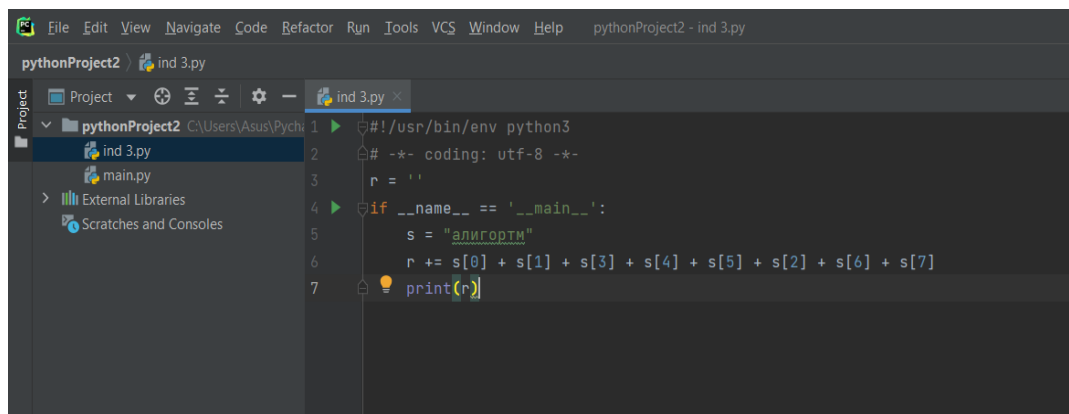 PC File Edit View Navigate Code Refactor Run Tools VCS Window Help pythonProject2 - ind 3.py
pythonProject2 ind 3.py
Project
Project
ind 3.py
pythonProject2 C:\Users\Asus\Pycha
ind 3.py
main.py
External Libraries
Scratches and Consoles
1 #!/usr/bin/env python3
2 # -*- coding: utf-8 -*-
3 r = ''
4 if __name__ == '__main__':
5 s = "алигортм"
6 r += s[0] + s[1] + s[3] + s[4] + s[5] + s[2] + s[6] + s[7]
7 print(r)